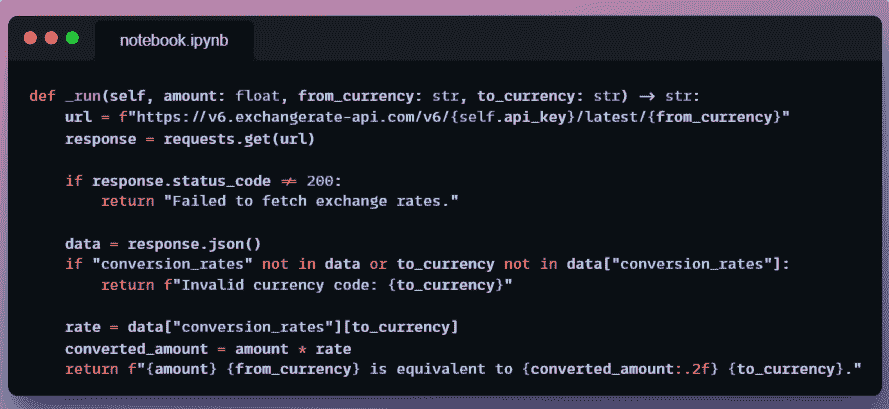 notebook.ipynb
def _run(self, amount: float, from_currency: str, to_currency: str) -> str:
    url = f"https://v6.exchangerate-api.com/v6/{self.api_key}/latest/{from_currency}"
    response = requests.get(url)
    if response.status_code != 200:
        return "Failed to fetch exchange rates."
    data = response.json()
    if "conversion_rates" not in data or to_currency not in data["conversion_rates"]:
        return f"Invalid currency code: {to_currency}"
    rate = data["conversion_rates"][to_currency]
    converted_amount = amount * rate
    return f"{amount} {from_currency} is equivalent to {converted_amount:.2f} {to_currency}."